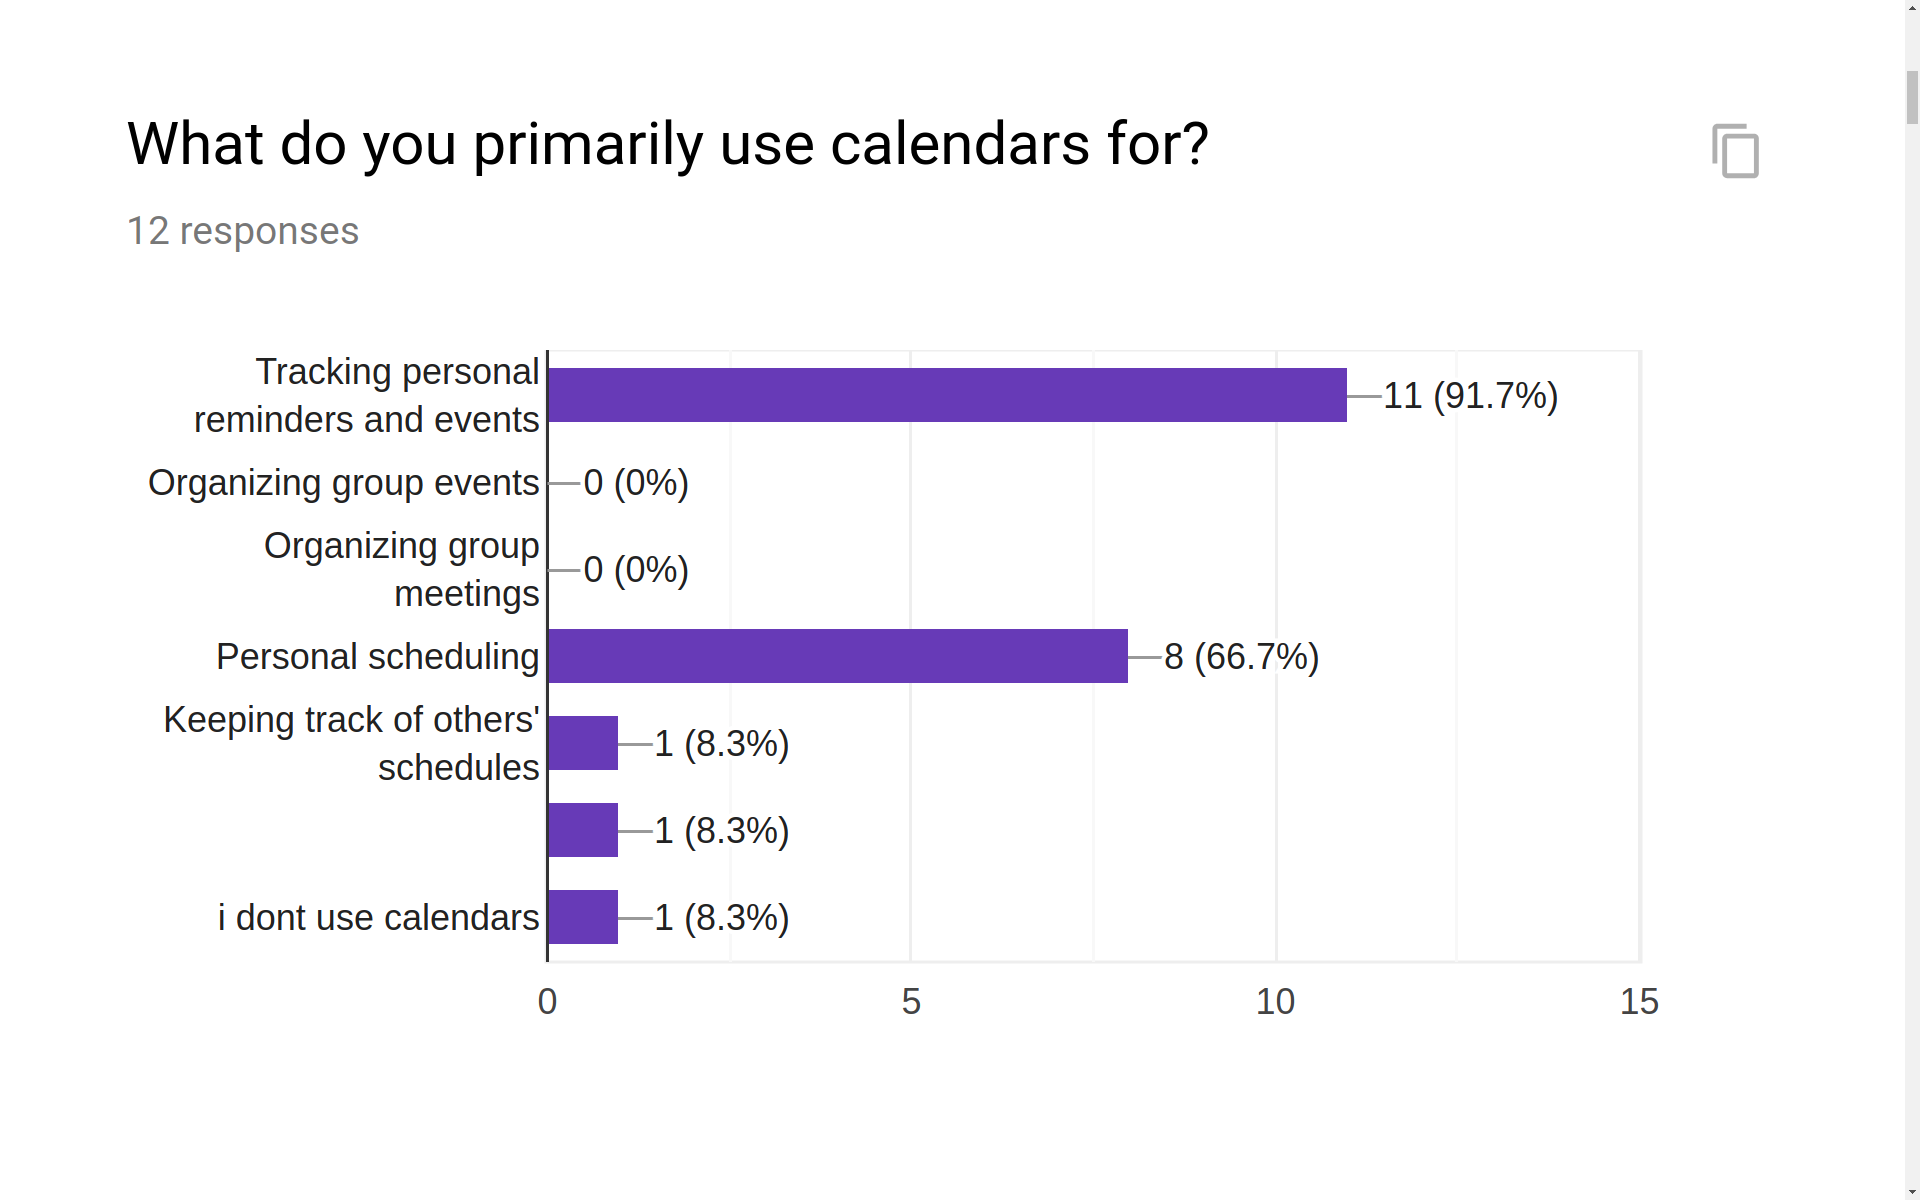 What do you primarily use calendars for?
12 responses
Tracking personal
reminders and events
11 (91.7%)
Organizing group events
0 (0%)
Organizing group
meetings
0 (0%)
Personal scheduling
8 (66.7%)
Keeping track of others'
schedules
1 (8.3%)
1 (8.3%)
i dont use calendars
1 (8.3%)
0 5 10 15